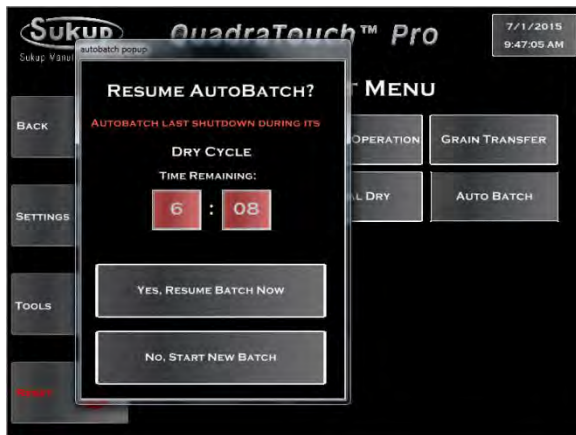 Sukup
QuadraTouch™ Pro
7/1/2015
9:47:05 AM
autobatch popup
RESUME AUTOBATCH?
MENU
AUTOBATCH LAST SHUTDOWN DURING ITS
DRY CYCLE
TIME REMAINING:
6 : 08
YES, RESUME BATCH NOW
NO, START NEW BATCH
BACK
SETTINGS
TOOLS
OPERATION
GRAIN TRANSFER
DRY
AUTO BATCH